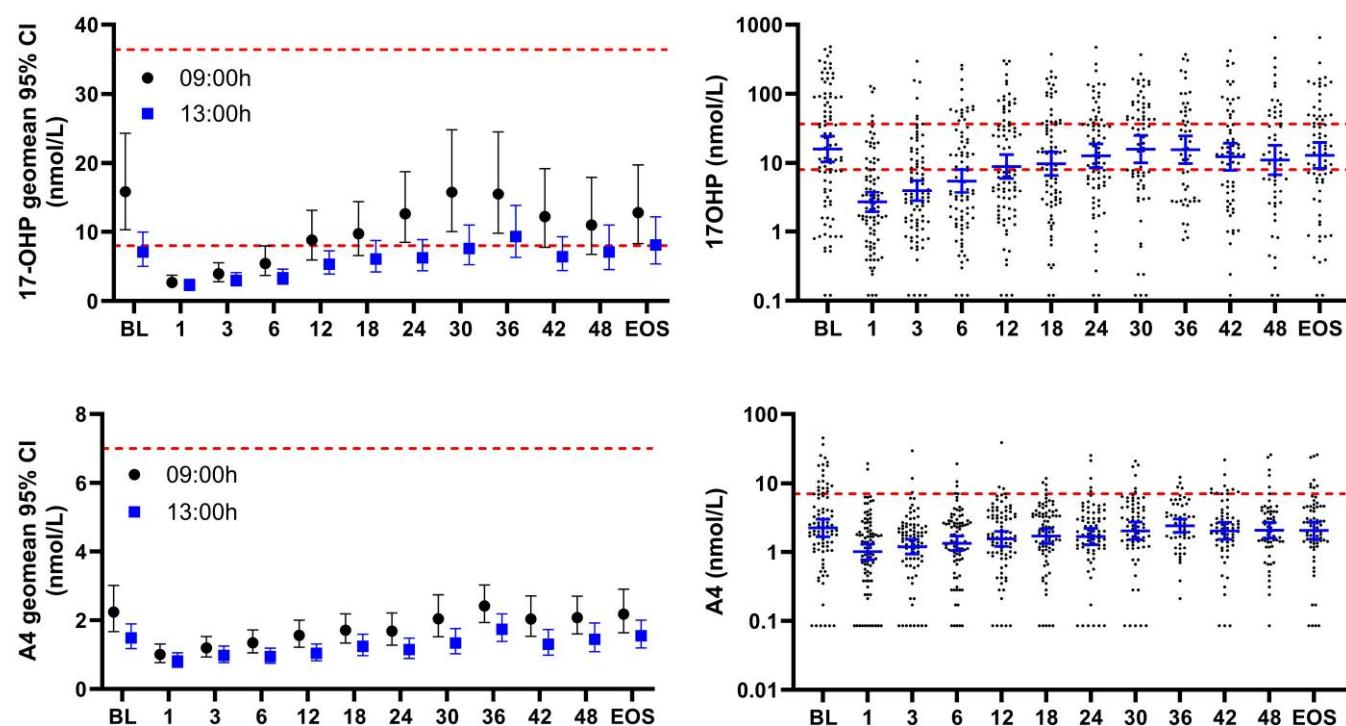 17-OHP geomean 95% CI
(nmol/L)
40
30
20
10
0
09:00h
13:00h
BL 1 3 6 12 18 24 30 36 42 48 EOS
17OHP (nmol/L)
1000
100
10
1
0.1
BL 1 3 6 12 18 24 30 36 42 48 EOS
A4 geomean 95% CI
(nmol/L)
8
6
4
2
0
09:00h
13:00h
BL 1 3 6 12 18 24 30 36 42 48 EOS
A4 (nmol/L)
100
10
1
0.1
0.01
BL 1 3 6 12 18 24 30 36 42 48 EOS